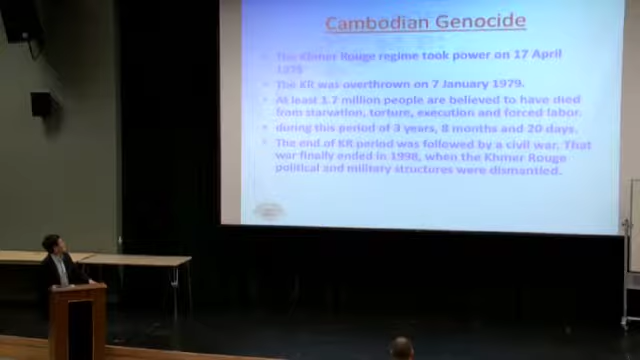 Cambodian Genocide
The Khmer Rouge regime took power on 17 April
1975
The KR was overthrown on 7 January 1979.
At least 1.7 million people are believed to have died
from starvation, torture, execution and forced labor.
during this period of 3 years, 8 months and 20 days.
The end of KR period was followed by a civil war. That
war finally ended in 1998, when the Khmer Rouge
political and military structures were dismantled.